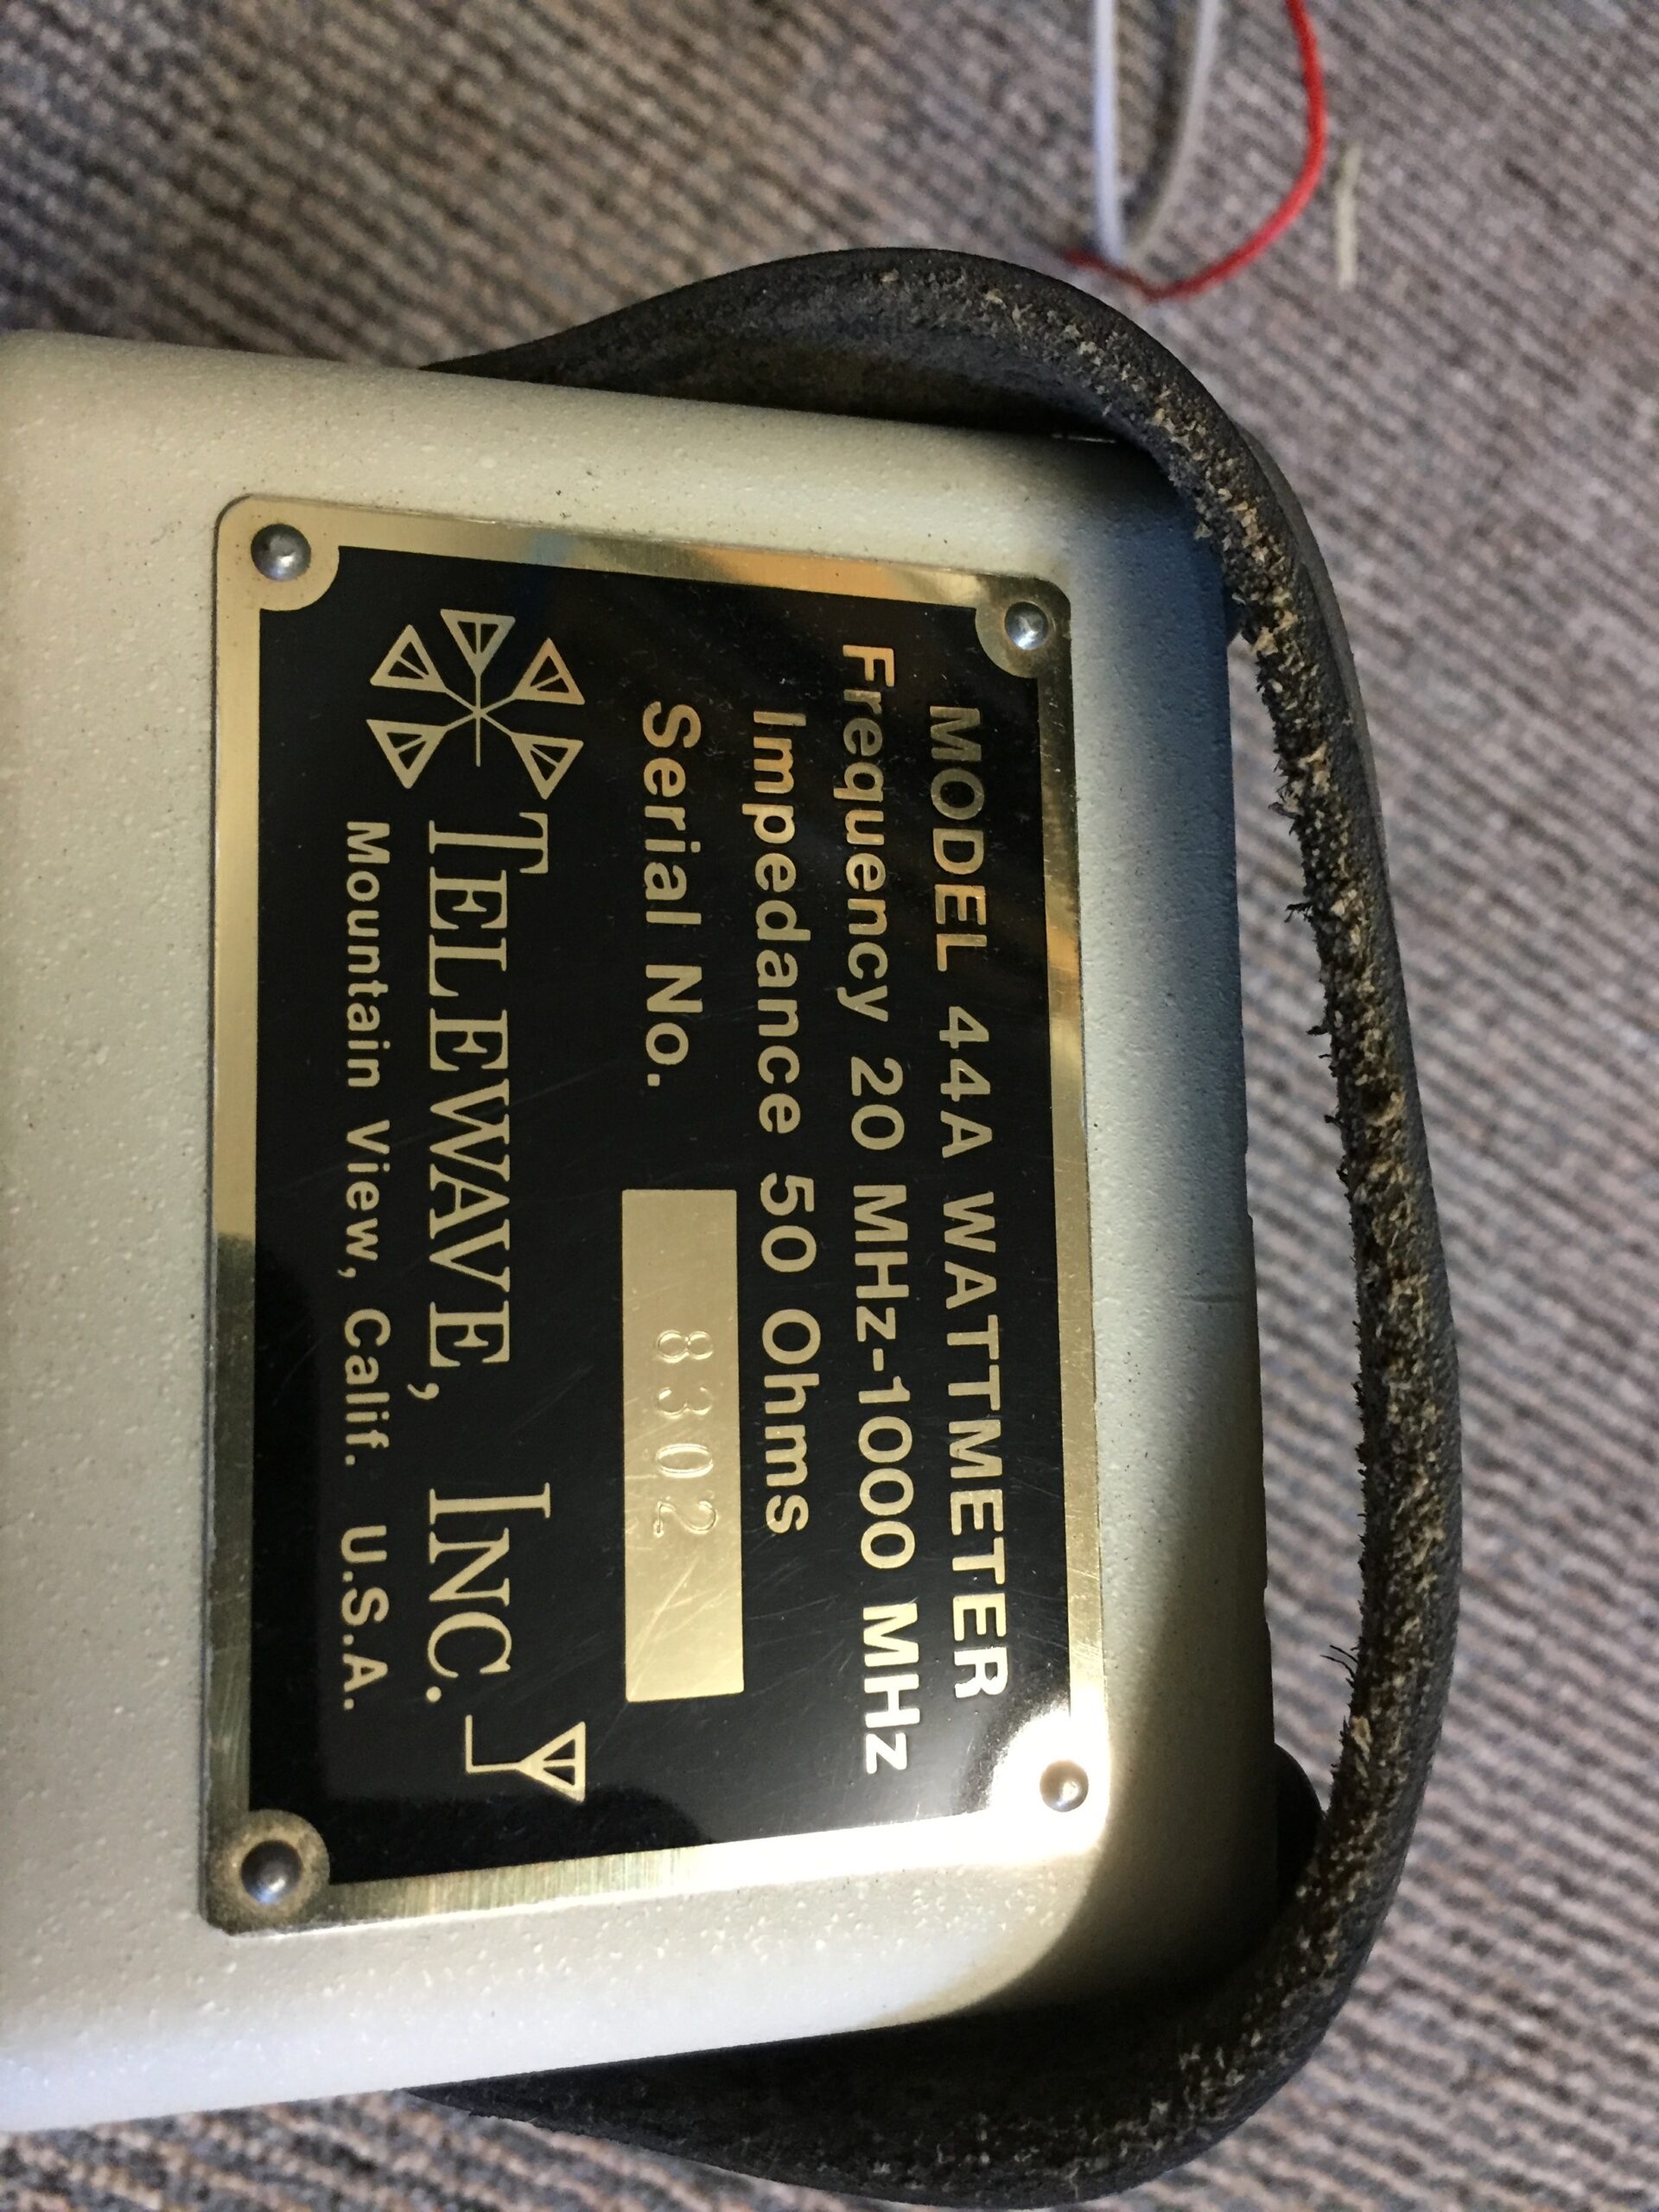 MODEL 44A WATTMETER
Frequency 20 MHz-1000 MHz
Impedance 50 Ohms
Serial No. 8302
TELEWAVE, INC.
Mountain View, Calif. U.S.A.